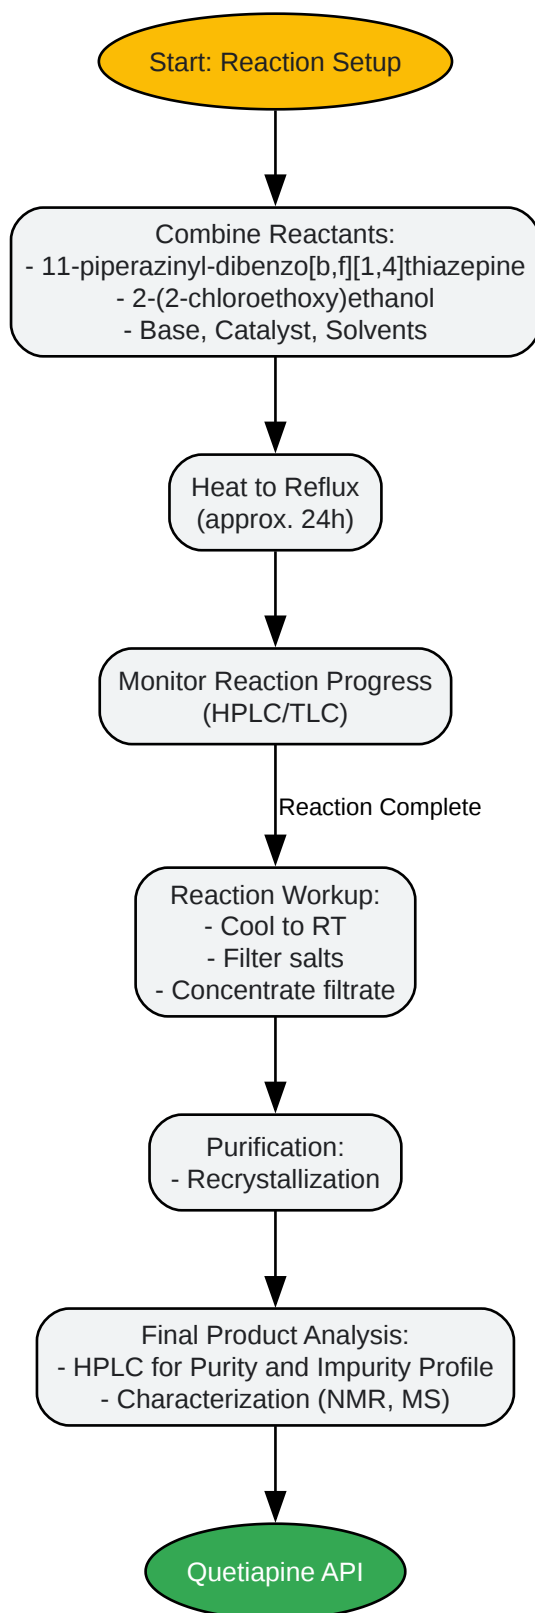 Start: Reaction Setup
Combine Reactants:
- 11-piperazinyl-dibenzo[b,f][1,4]thiazepine
- 2-(2-chloroethoxy)ethanol
- Base, Catalyst, Solvents
Heat to Reflux
(approx. 24h)
Monitor Reaction Progress
(HPLC/TLC)
Reaction Complete
Reaction Workup:
- Cool to RT
- Filter salts
- Concentrate filtrate
Purification:
- Recrystallization
Final Product Analysis:
- HPLC for Purity and Impurity Profile
- Characterization (NMR, MS)
Quetiapine API